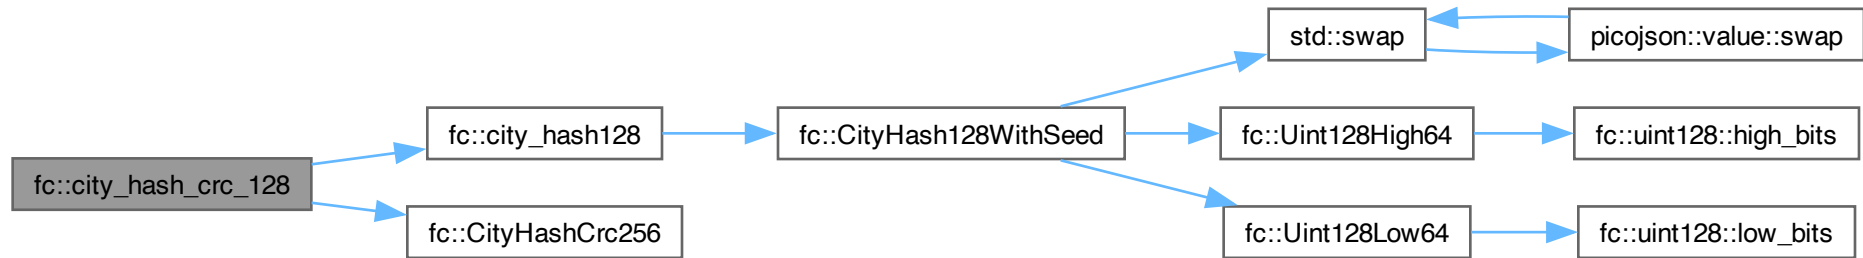 std::swap
picojson::value::swap
fc::city_hash128
fc::CityHash128WithSeed
fc::Uint128High64
fc::uint128::high_bits
fc::city_hash_crc_128
fc::CityHashCrc256
fc::Uint128Low64
fc::uint128::low_bits